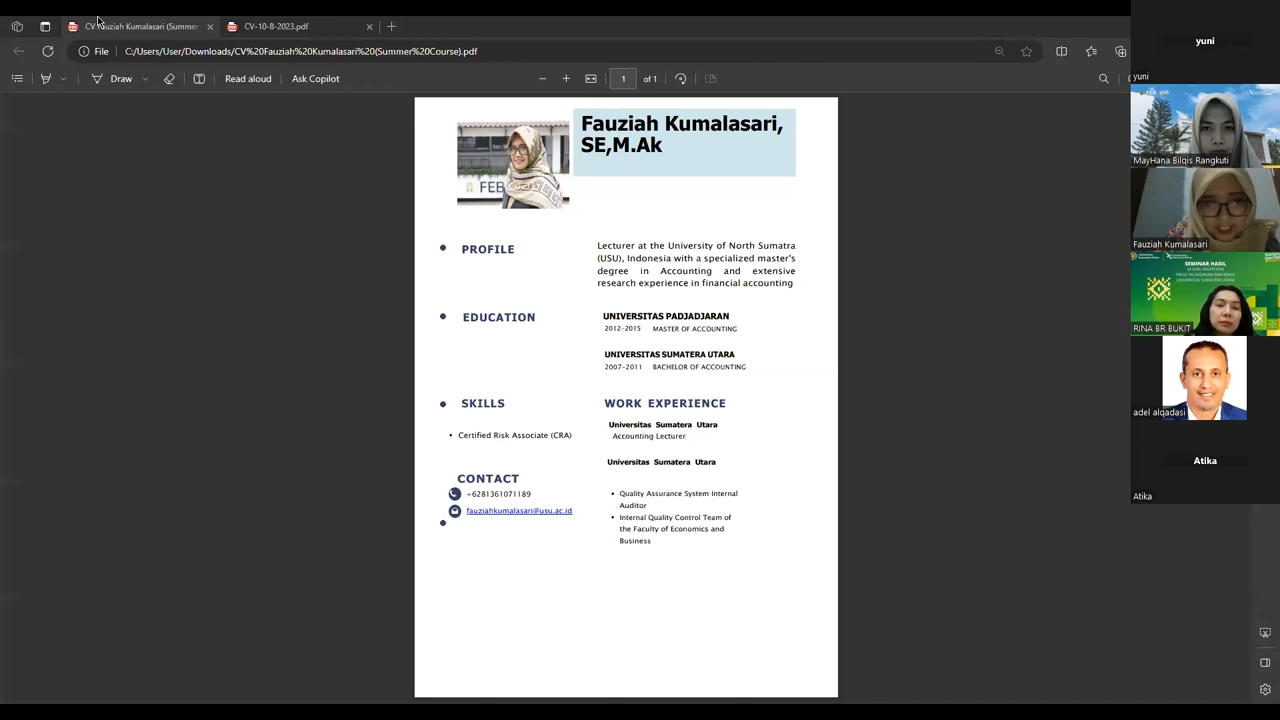 CV Fauziah Kumalasari (Summer
CV-10-8-2023.pdf
File
C:/Users/User/Downloads/CV%20Fauziah%20Kumalasari%20(Summer%20Course).pdf
Draw
Read aloud
Ask Copilot
1
of 1
Fauziah Kumalasari,
SE,M.Ak
FEB
PROFILE
Lecturer at the University of North Sumatra
(USU), Indonesia with a specialized master's
degree in Accounting and extensive
research experience in financial accounting
EDUCATION
UNIVERSITAS PADJADJARAN
2012-2015 MASTER OF ACCOUNTING
UNIVERSITAS SUMATERA UTARA
2007-2011 BACHELOR OF ACCOUNTING
SKILLS
• Certified Risk Associate (CRA)
CONTACT
+6281361071189
fauziahkumalasari@usu.ac.id
WORK EXPERIENCE
Universitas Sumatera Utara
Accounting Lecturer
Universitas Sumatera Utara
• Quality Assurance System Internal
Auditor
• Internal Quality Control Team of
the Faculty of Economics and
Business
yuni
yuni
MayHana Bilqis Rangkuti
Fauziah Kumalasari
SEMINAR HASIL
UNIVERSITAS SUMATERA UTARA
RINA BR BUKIT
adel alqadasi
Atika
Atika